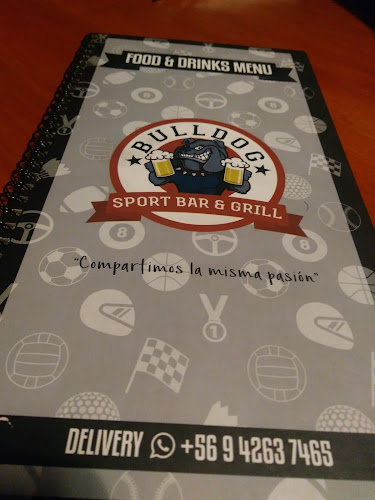 FOOD & DRINKS MENU
BULLDOG
SPORT BAR & GRILL
"Compartimos la misma pasión"
DELIVERY +56 9 4263 7465